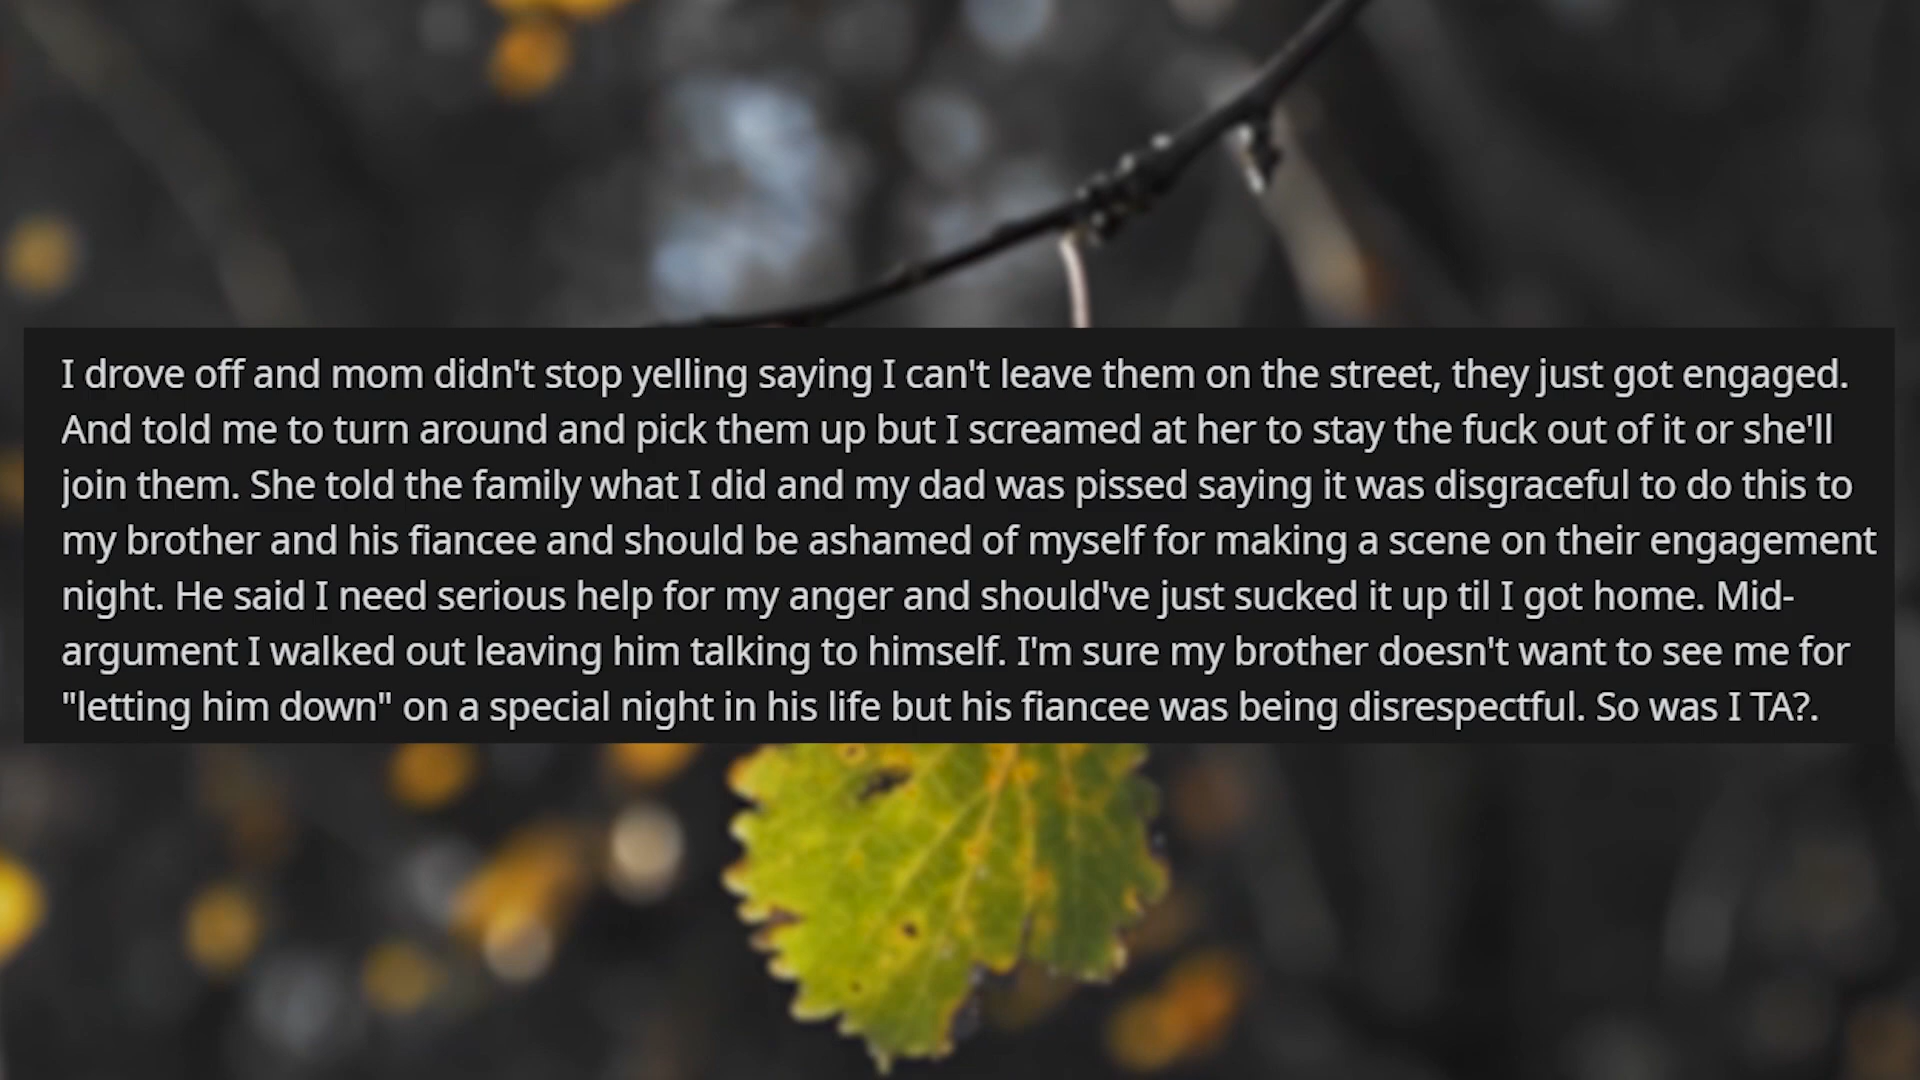 I drove off and mom didn't stop yelling saying I can't leave them on the street, they just got engaged.
And told me to turn around and pick them up but I screamed at her to stay the fuck out of it or she'll
join them. She told the family what I did and my dad was pissed saying it was disgraceful to do this to
my brother and his fiancee and should be ashamed of myself for making a scene on their engagement
night. He said I need serious help for my anger and should've just sucked it up til I got home. Mid-
argument I walked out leaving him talking to himself. I'm sure my brother doesn't want to see me for
"letting him down" on a special night in his life but his fiancee was being disrespectful. So was I TA?.